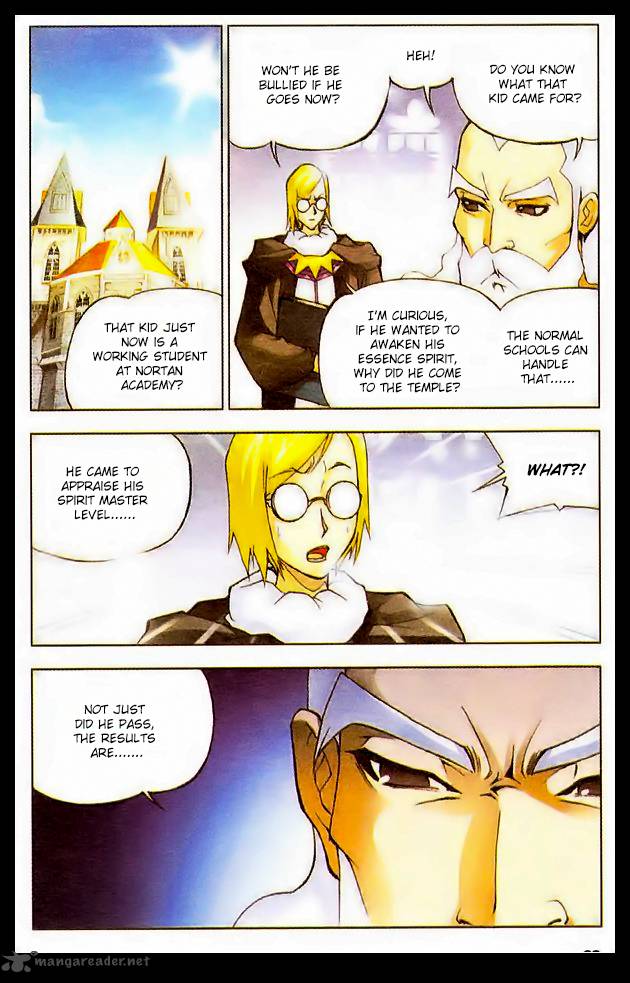 THAT KID JUST
NOW IS A
WORKING STUDENT
AT NORTAN
ACADEMY?
WON'T HE BE
BULLIED IF HE
GOES NOW?
HEH!
DO YOU KNOW
WHAT THAT
KID CAME FOR?
I'M CURIOUS,
IF HE WANTED TO
AWAKEN HIS
ESSENCE SPIRIT,
WHY DID HE COME
TO THE TEMPLE?
THE NORMAL
SCHOOLS CAN
HANDLE
THAT......
HE CAME TO
APPRAISE HIS
SPIRIT MASTER
LEVEL......
WHAT?!
NOT JUST
DID HE PASS,
THE RESULTS
ARE.......
mangareader.net